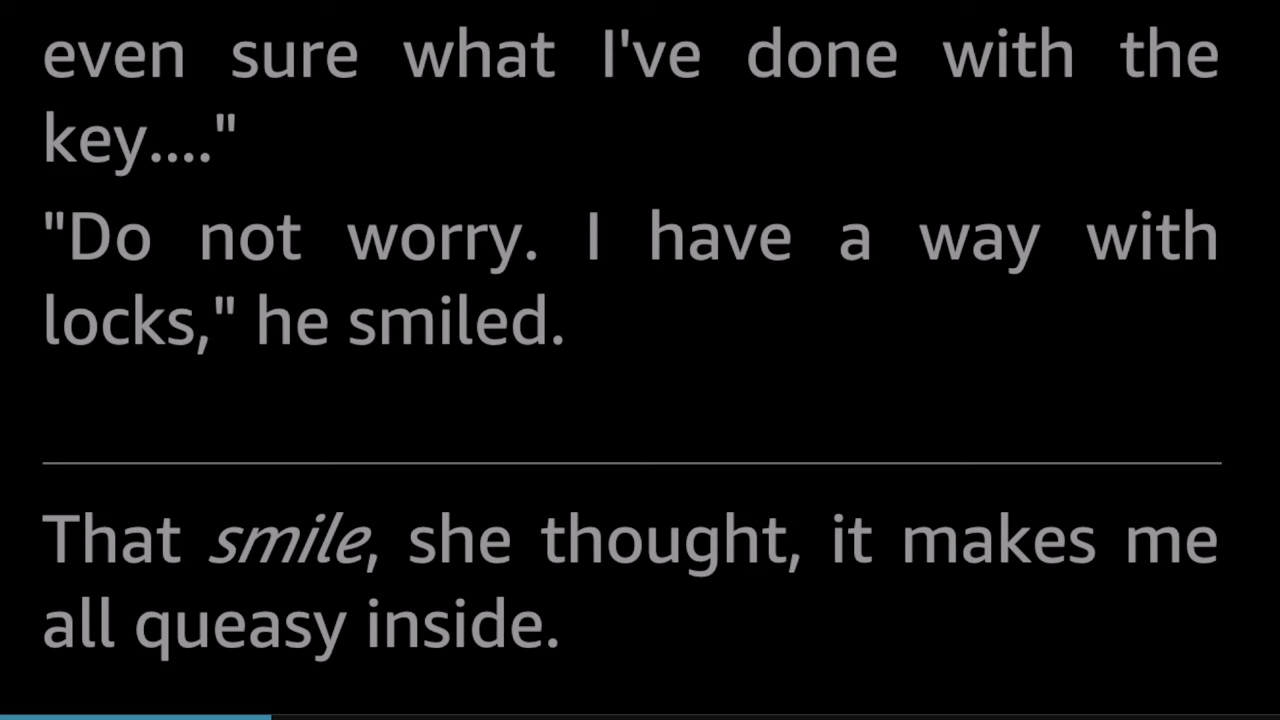 even sure what I've done with the
key...."
"Do not worry. I have a way with
locks," he smiled.
That smile, she thought, it makes me
all queasy inside.